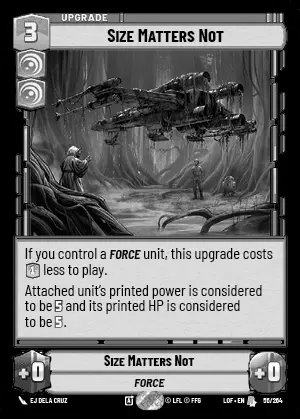 UPGRADE
3
SIZE MATTERS NOT
If you control a FORCE unit, this upgrade costs
1 less to play.
Attached unit's printed power is considered
to be 5 and its printed HP is considered
to be 5.
+0
SIZE MATTERS NOT
+0
FORCE
EJ DELA CRUZ
© LFL © FFG
LOF • EN
56/264